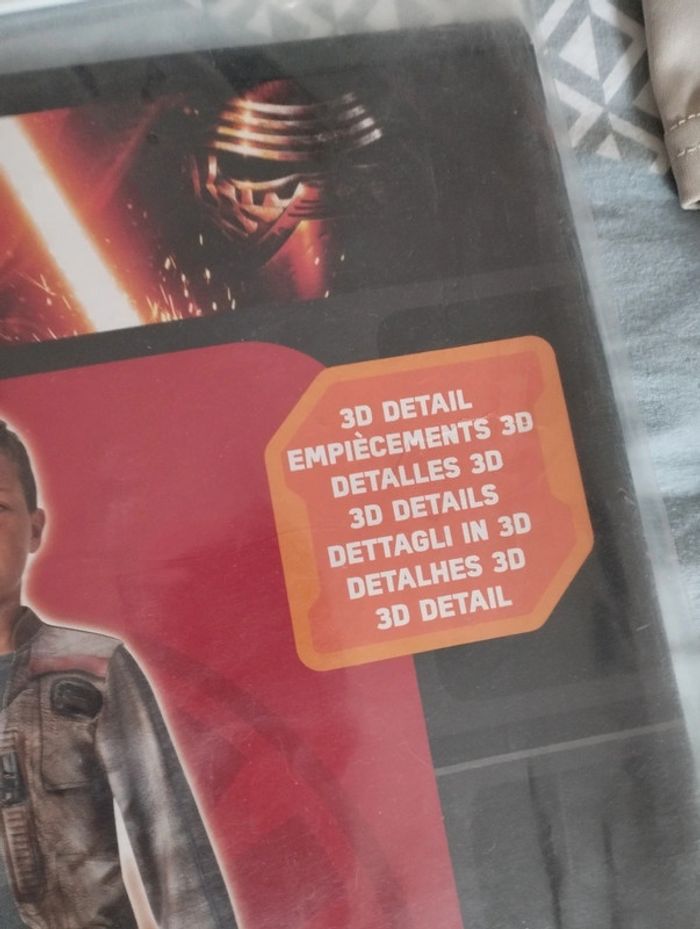 3D DETAIL
EMPIÈCEMENTS 3D
DETALLES 3D
3D DETAILS
DETTAGLI IN 3D
DETALHES 3D
3D DETAIL